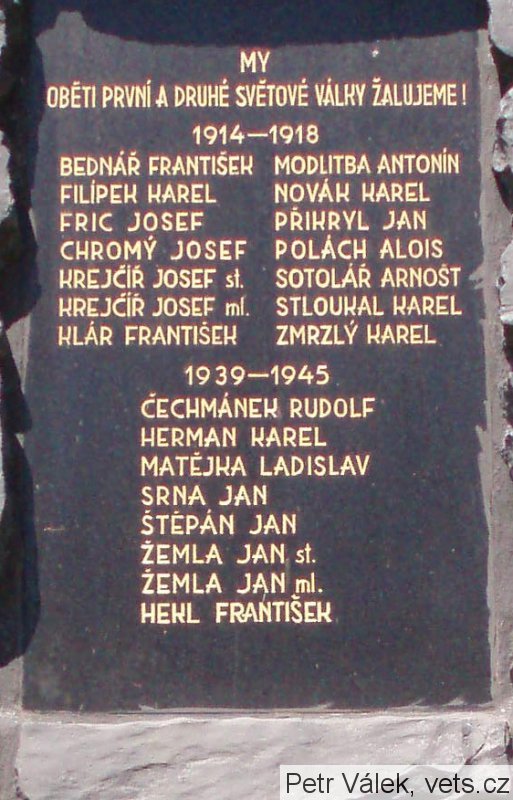 MY
OBĚTI PRVNÍ A DRUHÉ SVĚTOVÉ VÁLKY ŽALUJEME!
1914—1918
BEDNÁŘ FRANTIŠEK MODLITBA ANTONÍN
FILÍPEK KAREL NOVÁK KAREL
FRIC JOSEF PŘIKRYL JAN
CHROMÝ JOSEF POLÁCH ALOIS
KREJČÍŘ JOSEF st. SOTOLÁŘ ARNOŠT
KREJČÍŘ JOSEF ml. STLOUKAL KAREL
KLÁR FRANTIŠEK ZMRZLÝ KAREL
1939—1945
ČECHMÁNEK RUDOLF
HERMAN KAREL
MATĚJKA LADISLAV
SRNA JAN
ŠTĚPÁN JAN
ŽEMLA JAN st.
ŽEMLA JAN ml.
HEKL FRANTIŠEK
Petr Válek, vets.cz